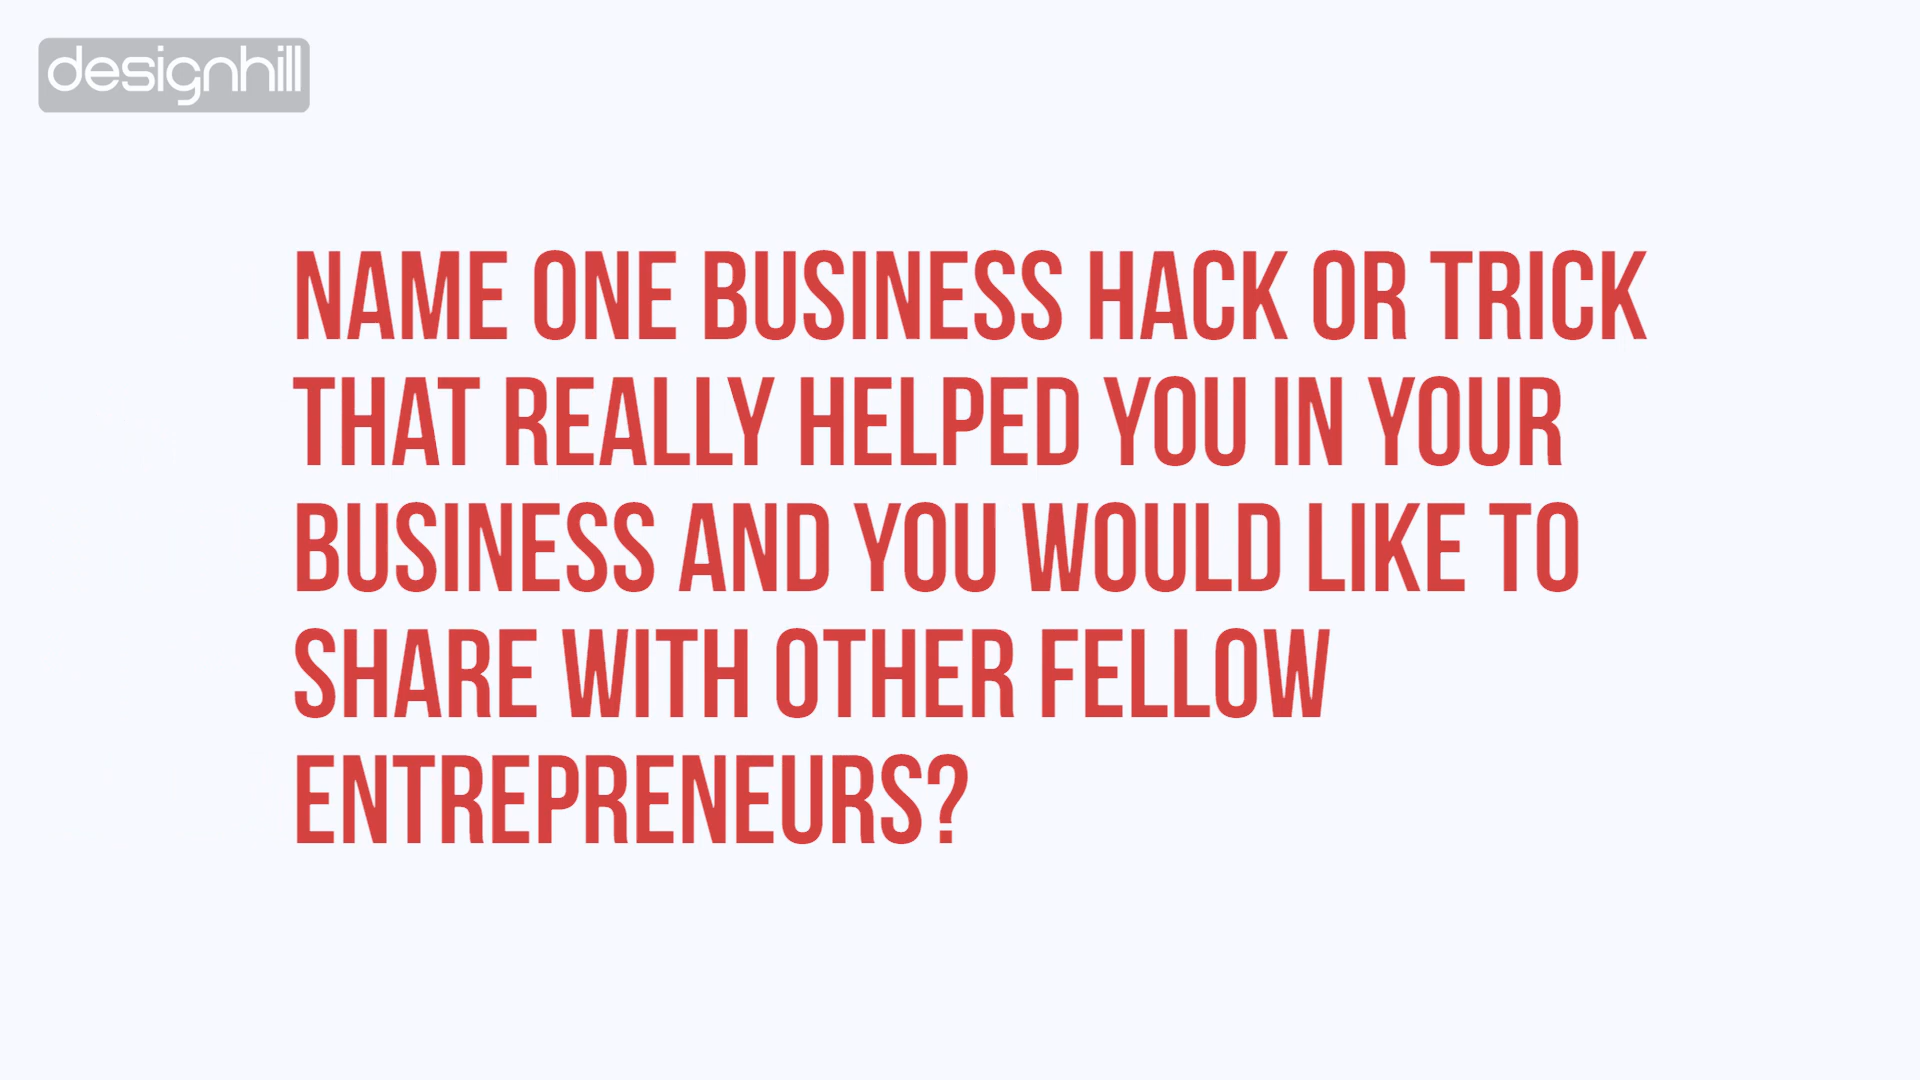 designhill
NAME ONE BUSINESS HACK OR TRICK
THAT REALLY HELPED YOU IN YOUR
BUSINESS AND YOU WOULD LIKE TO
SHARE WITH OTHER FELLOW
ENTREPRENEURS?